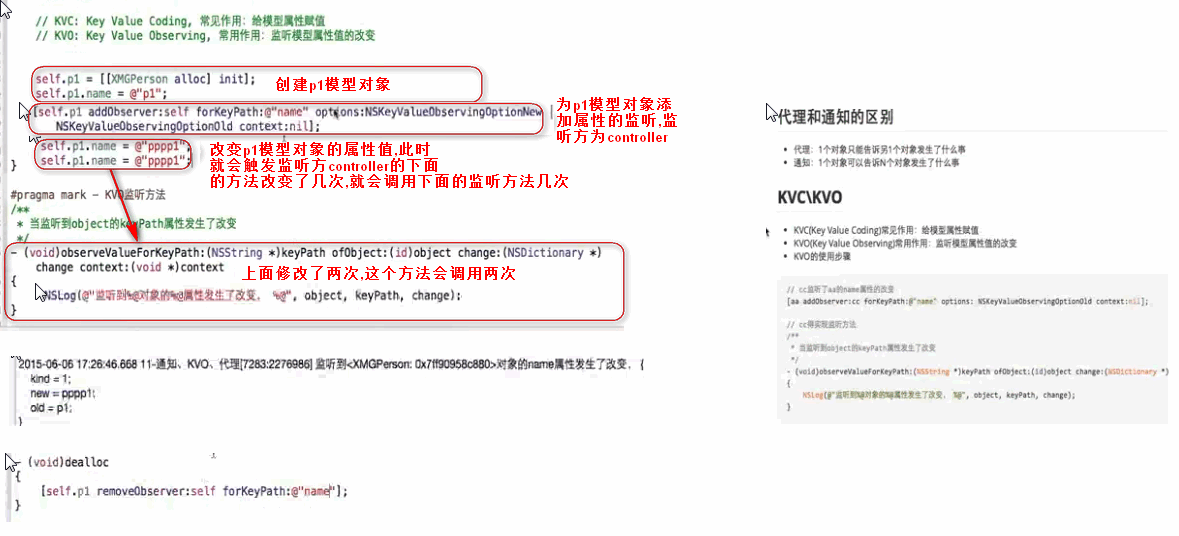 // KVC: Key Value Coding, 常见作用：给模型属性赋值
// KVO: Key Value Observing, 常用作用：监听模型属性值的改变
self.p1 = [[XMGPerson alloc] init];
self.p1.name = @"p1";
创建p1模型对象
[self.p1 addObserver:self forKeyPath:@"name" options:NSKeyValueObservingOptionNew |
NSKeyValueObservingOptionOld context:nil];
为p1模型对象添
加属性的监听,监
听方为controller
self.p1.name = @"pppp1";
self.p1.name = @"pppp1";
}
改变p1模型对象的属性值,此时
就会触发监听方controller的下面
的方法改变了几次,就会调用下面的监听方法几次
#pragma mark - KVO监听方法
/**
* 当监听到object的keyPath属性发生了改变
*/
- (void)observeValueForKeyPath:(NSString *)keyPath ofObject:(id)object change:(NSDictionary *)
change context:(void *)context
上面修改了两次,这个方法会调用两次
{
NSLog(@"监听到%@对象的%@属性发生了改变， %@", object, keyPath, change);
}
2015-06-06 17:26:46.668 11-通知、KVO、代理[7283:2276986] 监听到<XMGPerson: 0x7ff90958c880>对象的name属性发生了改变， {
kind = 1;
new = pppp1;
old = p1;
}
- (void)dealloc
{
[self.p1 removeObserver:self forKeyPath:@"name"];
}
代理和通知的区别
• 代理：1个对象只能告诉另1个对象发生了什么事
• 通知：1个对象可以告诉N个对象发生了什么事
KVC\KVO
• KVC(Key Value Coding)常见作用：给模型属性赋值
• KVO(Key Value Observing)常用作用：监听模型属性值的改变
• KVO的使用步骤
// cc监听了aa的name属性的改变
[aa addObserver:cc forKeyPath:@"name" options: NSKeyValueObservingOptionOld context:nil];
// cc得实现监听方法
/**
* 当监听到object的keyPath属性发生了改变
*/
- (void)observeValueForKeyPath:(NSString *)keyPath ofObject:(id)object change:(NSDictionary *)
{
NSLog(@"监听到%@对象的%@属性发生了改变， %@", object, keyPath, change);
}